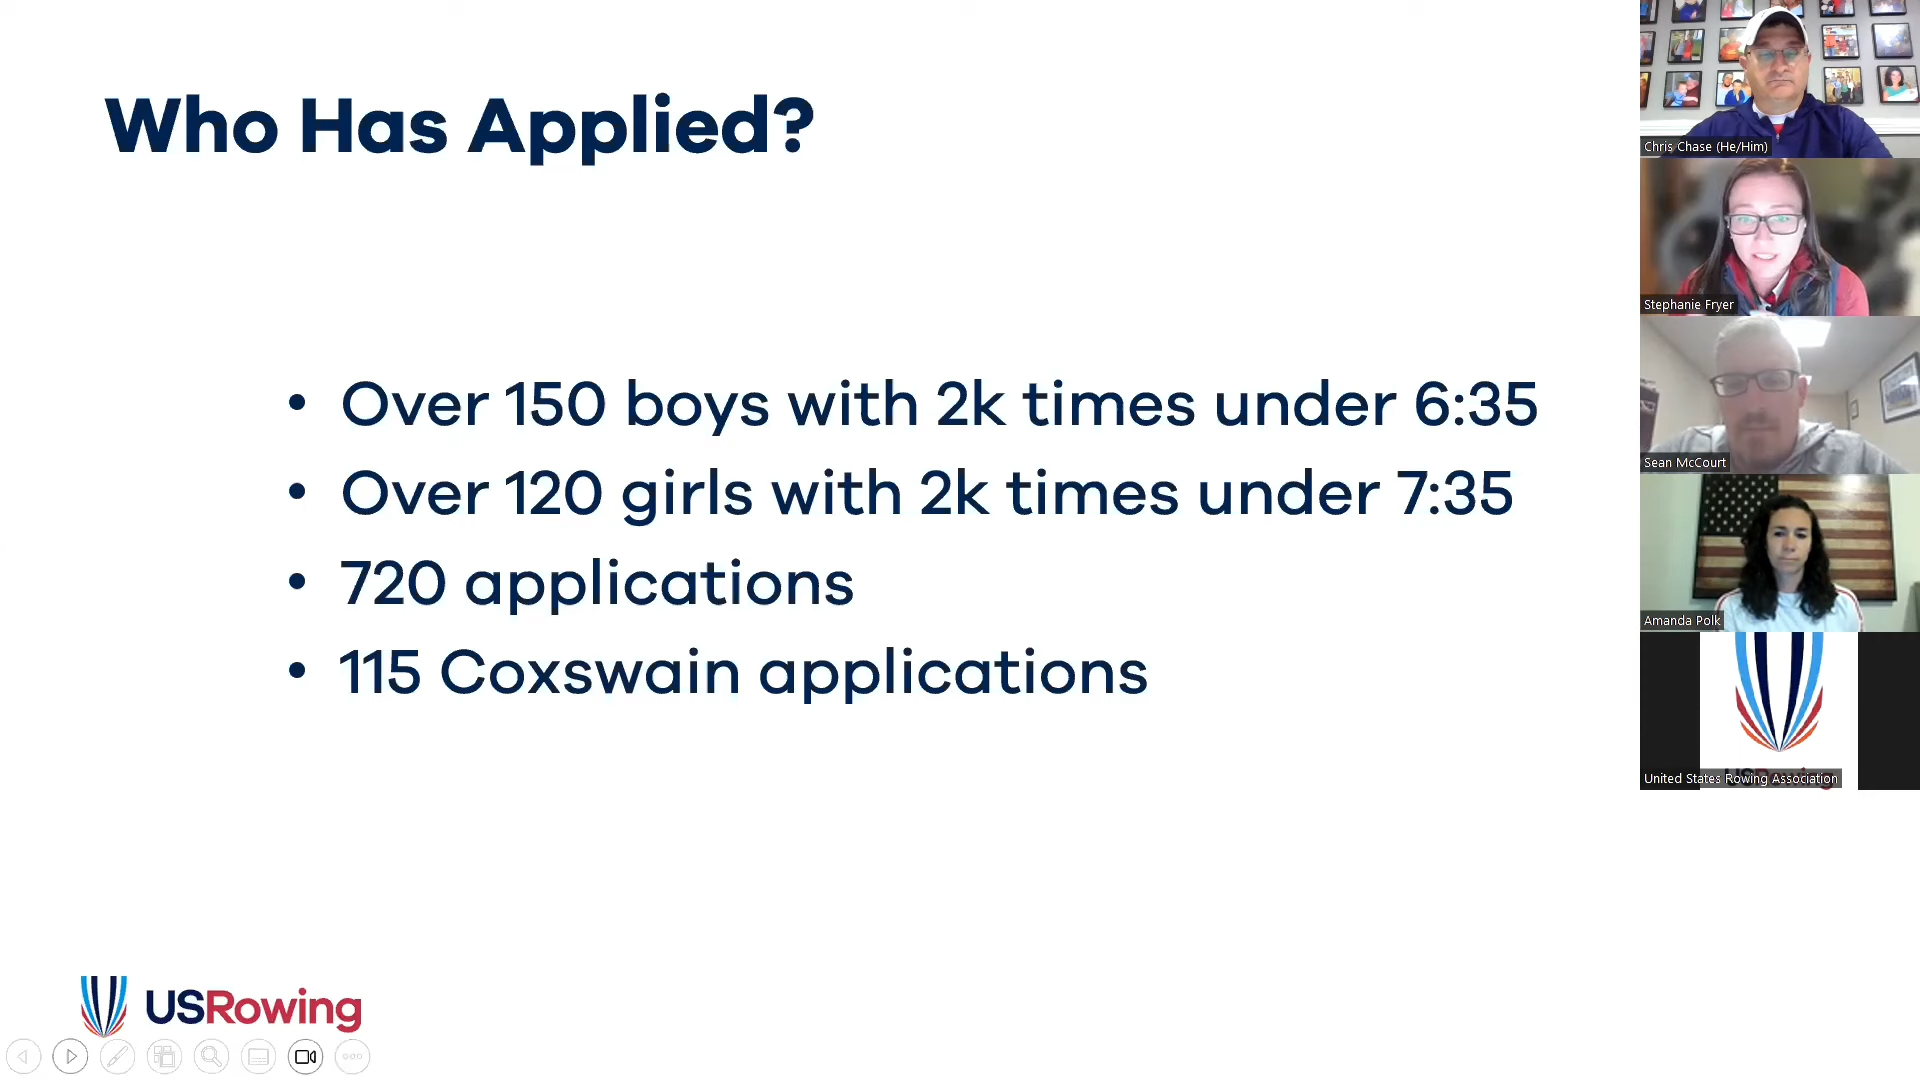 Who Has Applied?
• Over 150 boys with 2k times under 6:35
• Over 120 girls with 2k times under 7:35
• 720 applications
• 115 Coxswain applications
USRowing
Chris Chase (He/Him)
Stephanie Fryer
Sean McCourt
Amanda Polk
United States Rowing Association